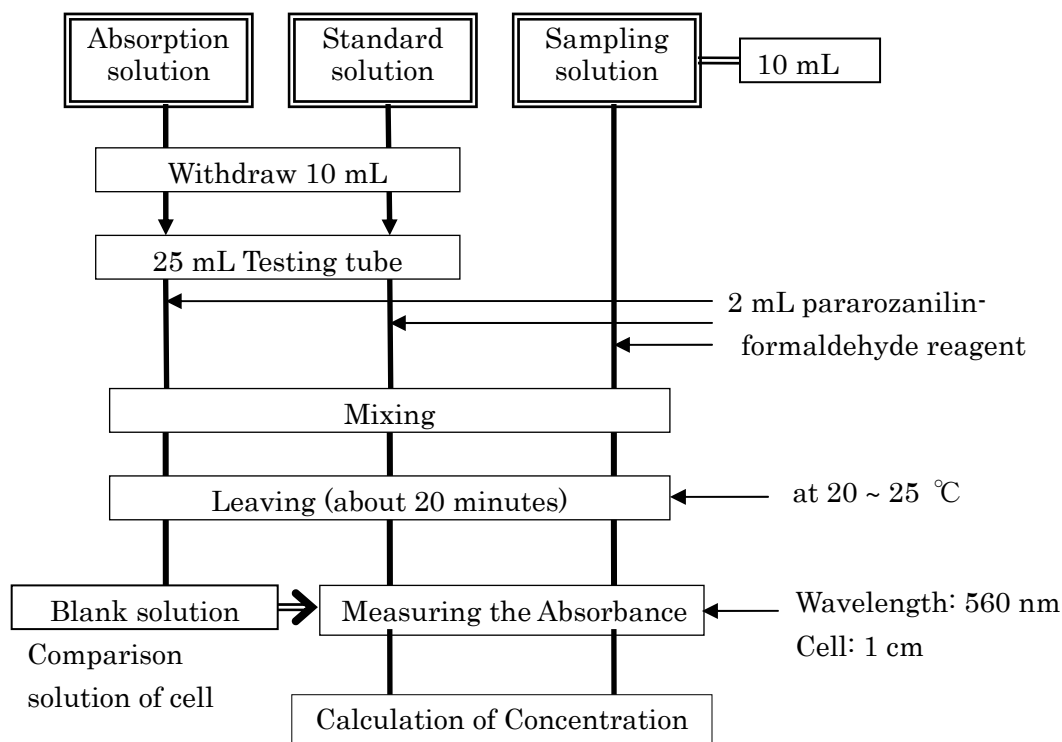 Absorption
solution
Standard
solution
Sampling
solution
10 mL
Withdraw 10 mL
25 mL Testing tube
2 mL pararozanilin-
formaldehyde reagent
Mixing
Leaving (about 20 minutes)
at 20 ~ 25 ℃
Blank solution
Measuring the Absorbance
Wavelength: 560 nm
Cell: 1 cm
Comparison
solution of cell
Calculation of Concentration